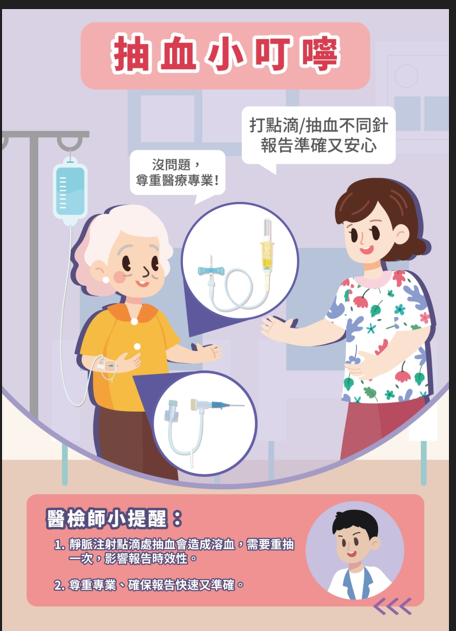 抽血小叮嚀
打點滴/抽血不同針
報告準確又安心
沒問題，
尊重醫療專業!
醫檢師小提醒：
1. 靜脈注射點滴處抽血會造成溶血，需要重抽
一次，影響報告時效性。
2. 尊重專業、確保報告快速又準確。